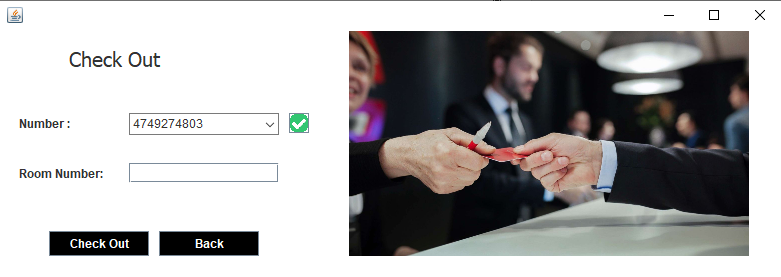 Check Out
Number :
4749274803
Room Number:
Check Out
Back